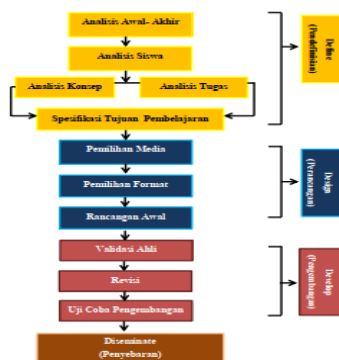 Analisis Awal- Akhir
Analisis Siswa
Analisis Konsep
Analisis Tugas
Spesifikasi Tujuan Pembelajaran
Define
(Pendefinisian)
Pemilihan Media
Pemilihan Format
Rancangan Awal
Design
(Perancangan)
Validasi Ahli
Revisi
Uji Coba Pengembangan
Develop
(Pengembangan)
Diseminate
(Penyebaran)